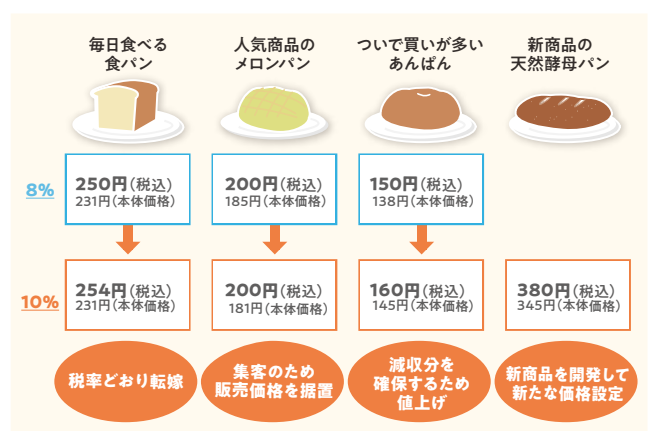 毎日食べる
食パン
人気商品の
メロンパン
ついで買いが多い
あんぱん
新商品の
天然酵母パン
8%
250円(税込)
231円(本体価格)
200円(税込)
185円(本体価格)
150円(税込)
138円(本体価格)
10%
254円(税込)
231円(本体価格)
200円(税込)
181円(本体価格)
160円(税込)
145円(本体価格)
380円(税込)
345円(本体価格)
税率どおり転嫁
集客のため
販売価格を据置
減収分を
確保するため
値上げ
新商品を開発して
新たな価格設定